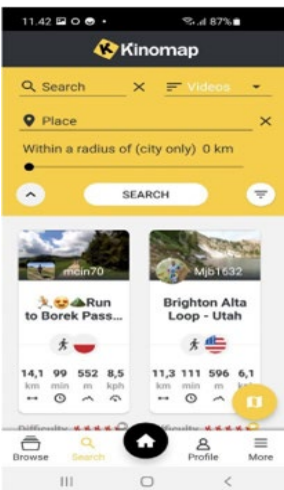 11.42
87%
Kinomap
Search
Videos
Place
Within a radius of (city only) 0 km
SEARCH
mcin70
Run
to Borek Pass...
14,1 99 552 8,5
km min m kph
Mjb1632
Brighton Alta
Loop - Utah
11,3 111 596 6,1
km min m
Difficulty
Browse
Search
Profile
More